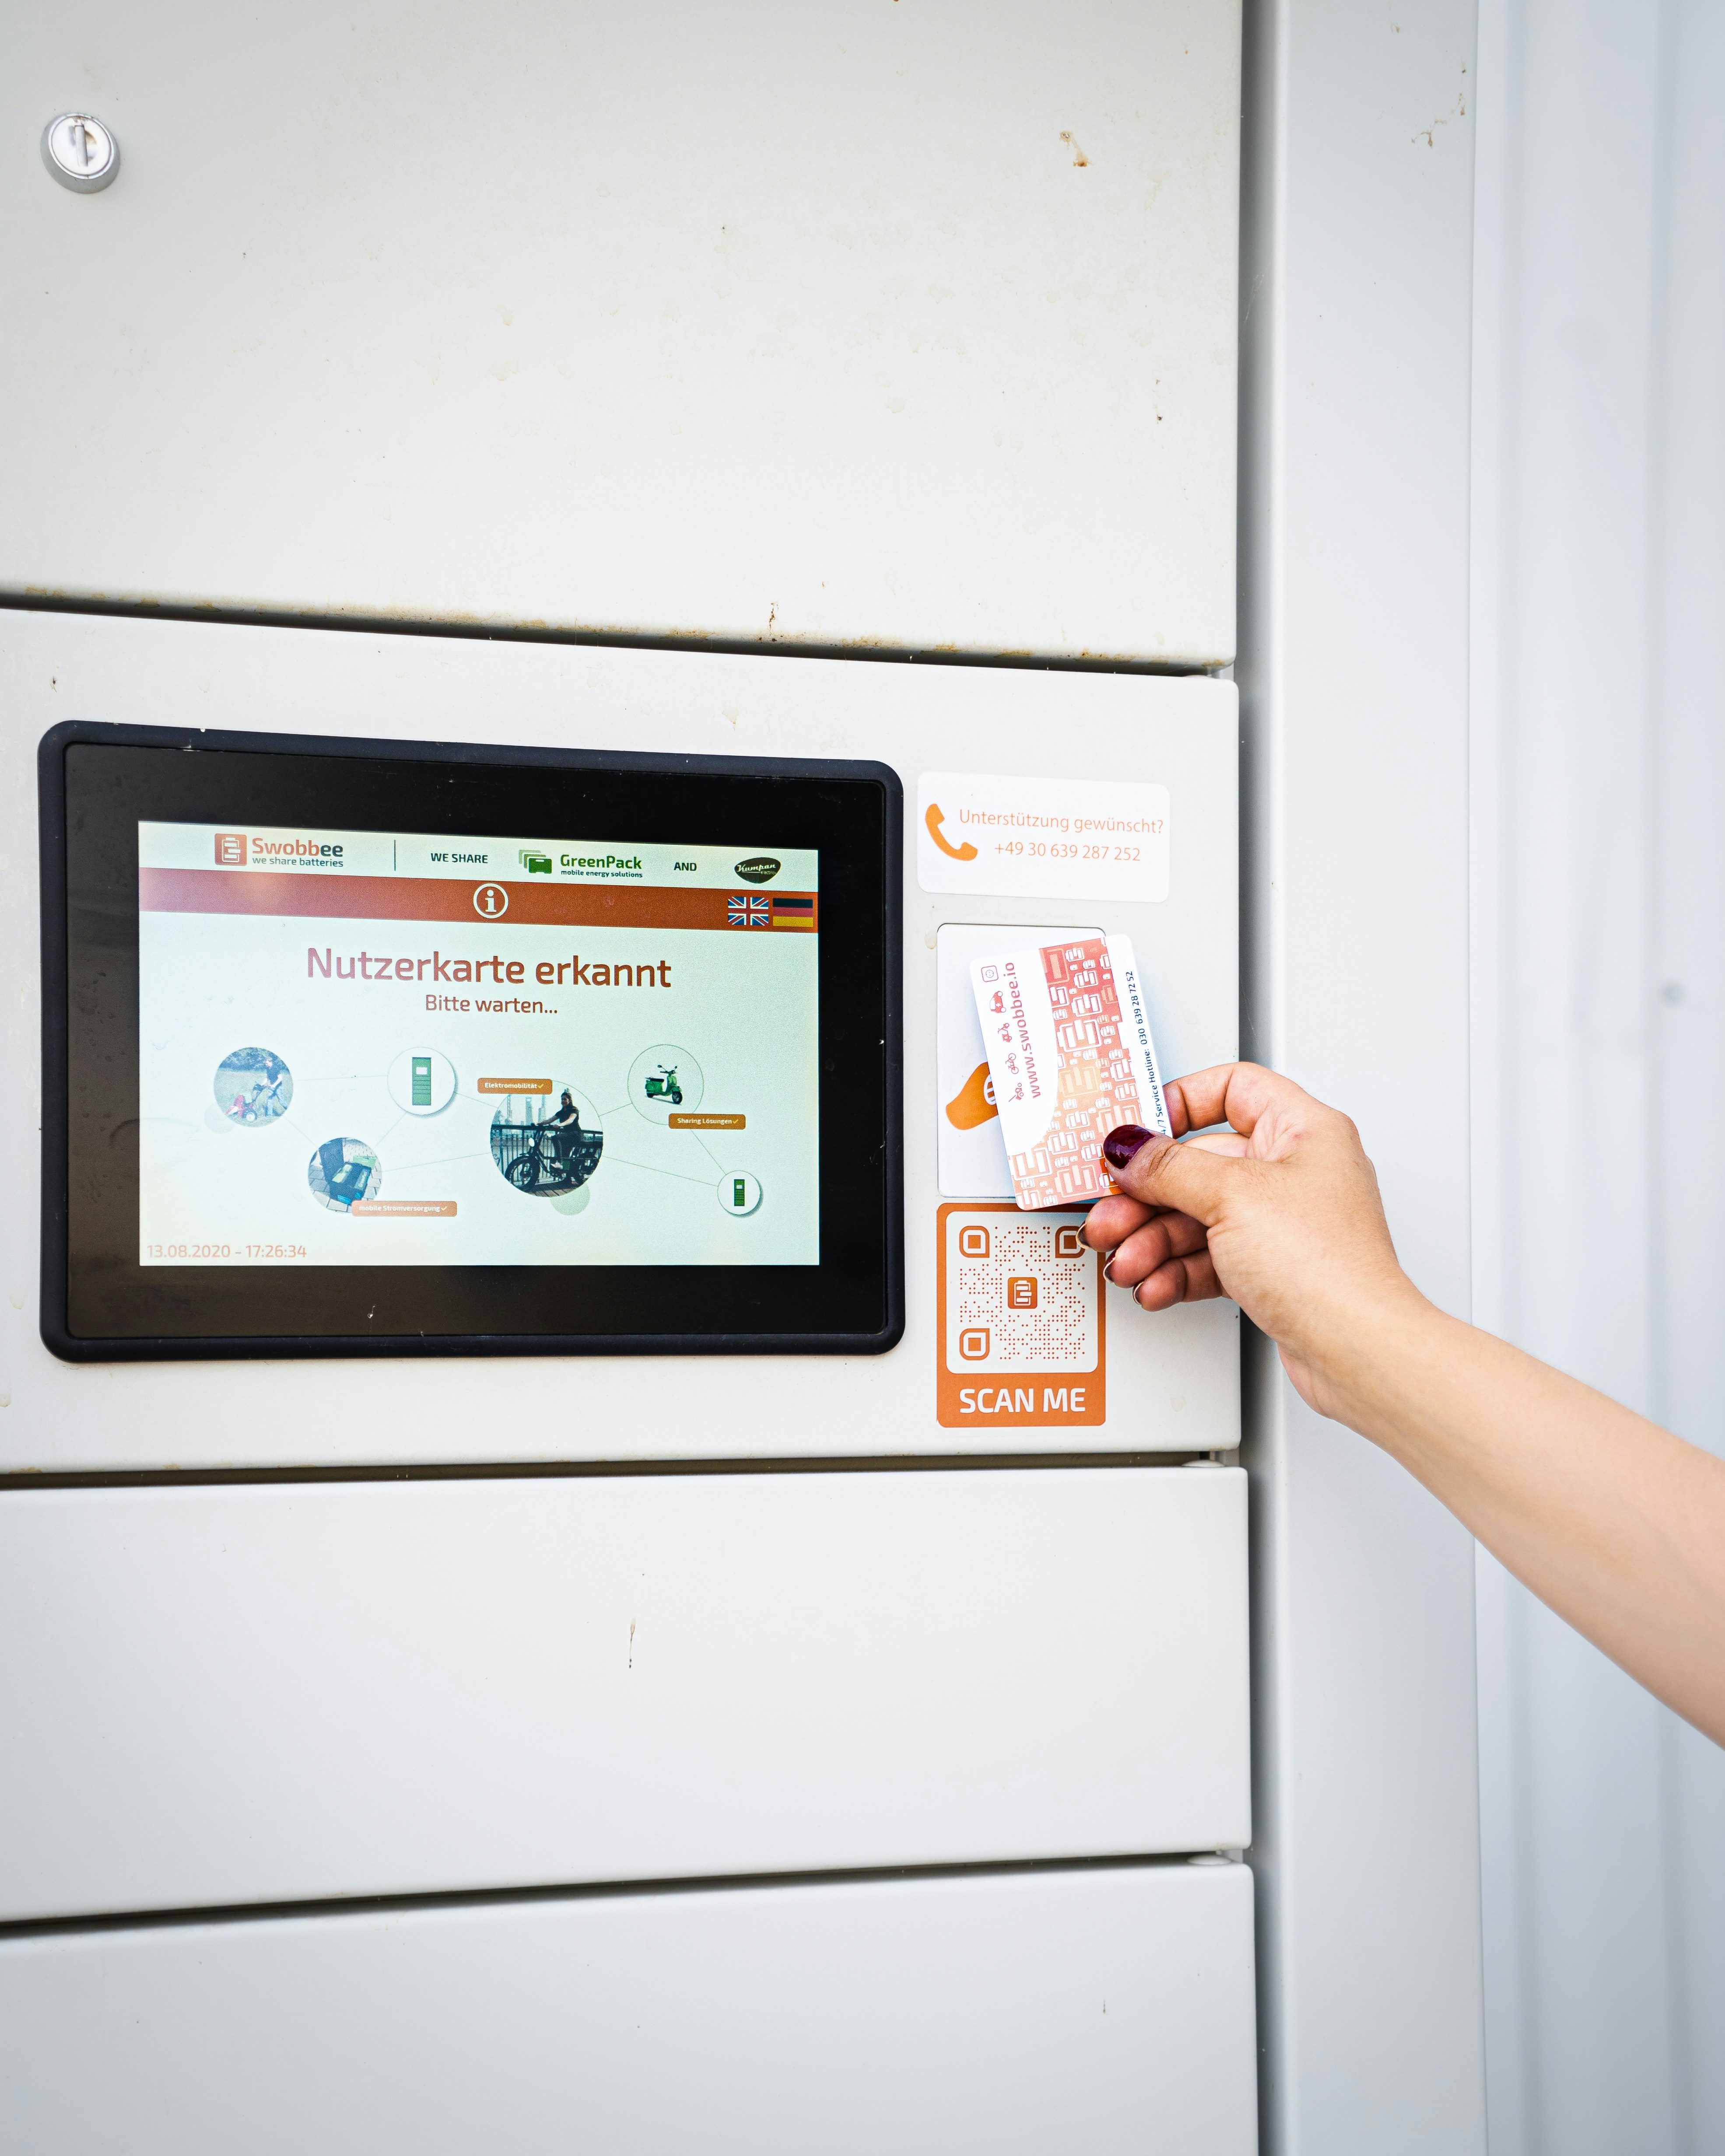 Swobbee
we share batteries
WE SHARE
GreenPack
mobile energy solutions
AND
Kumpan
Nutzerkarte erkannt
Bitte warten...
Elektromobilität
Sharing Lösungen
mobile Stromversorgung
13.08.2020 - 17:26:34
Unterstützung gewünscht?
+49 30 639 287 252
www.swobbee.io
4/7 Service Hotline: 030 639 28 72 52
SCAN ME